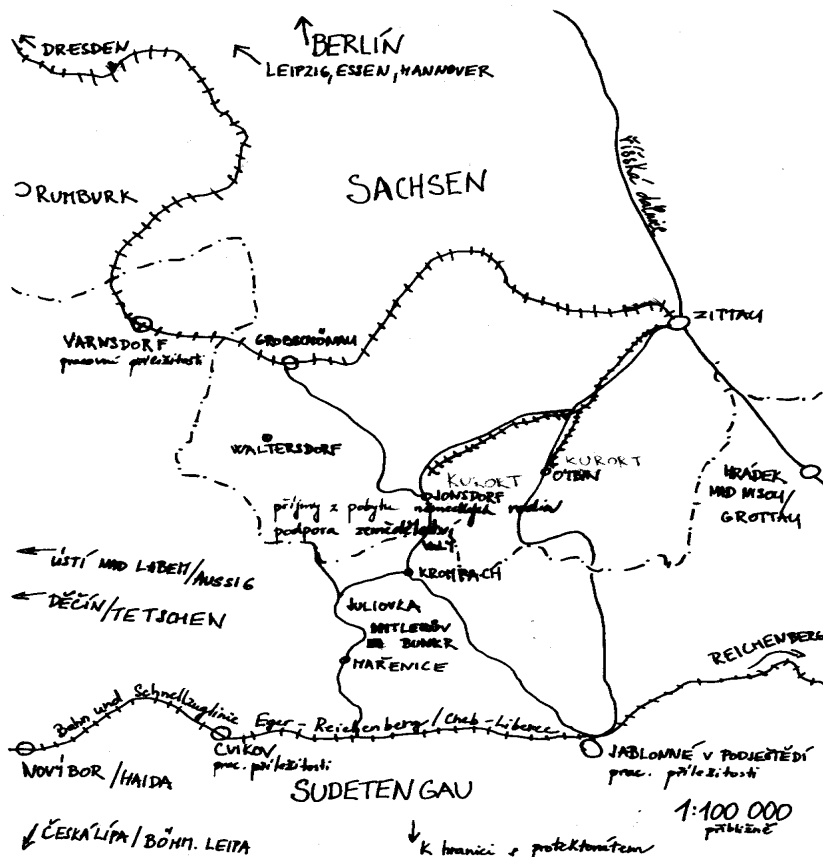 DRESDEN
BERLÍN
LEIPZIG, ESSEN, HANNOVER
RUMBURK
SACHSEN
říšská dálnice
ZITTAU
VARNSDORF
pracovní příležitosti
GROBSCHÖNAU
WALTERSDORF
KURORT
JONSDORF
KURORT
OYBIN
HRÁDEK
NAD NISOU/
GROTTAU
příjmy z pobytu německých rodin
podpora zemědělství
KROMPACH
ÚSTÍ NAD LABEM/AUSSIG
DĚČÍN/TETSCHEN
JULIOVKA
HITLERŮV
BUNKR
MAŘENICE
REICHENBERG
Bahn und Schnellzuglinie
Eger - Reichenberg / Cheb - Liberec
CVIKOV
prac. příležitosti
NOVÝ BOR/HAIDA
JABLONNÉ V PODJEŠTĚDÍ
prac. příležitosti
SUDETENGAU
1:100 000
přibližně
ČESKÁ LÍPA/BÖHM. LEIPA
K hranici s protektorátem